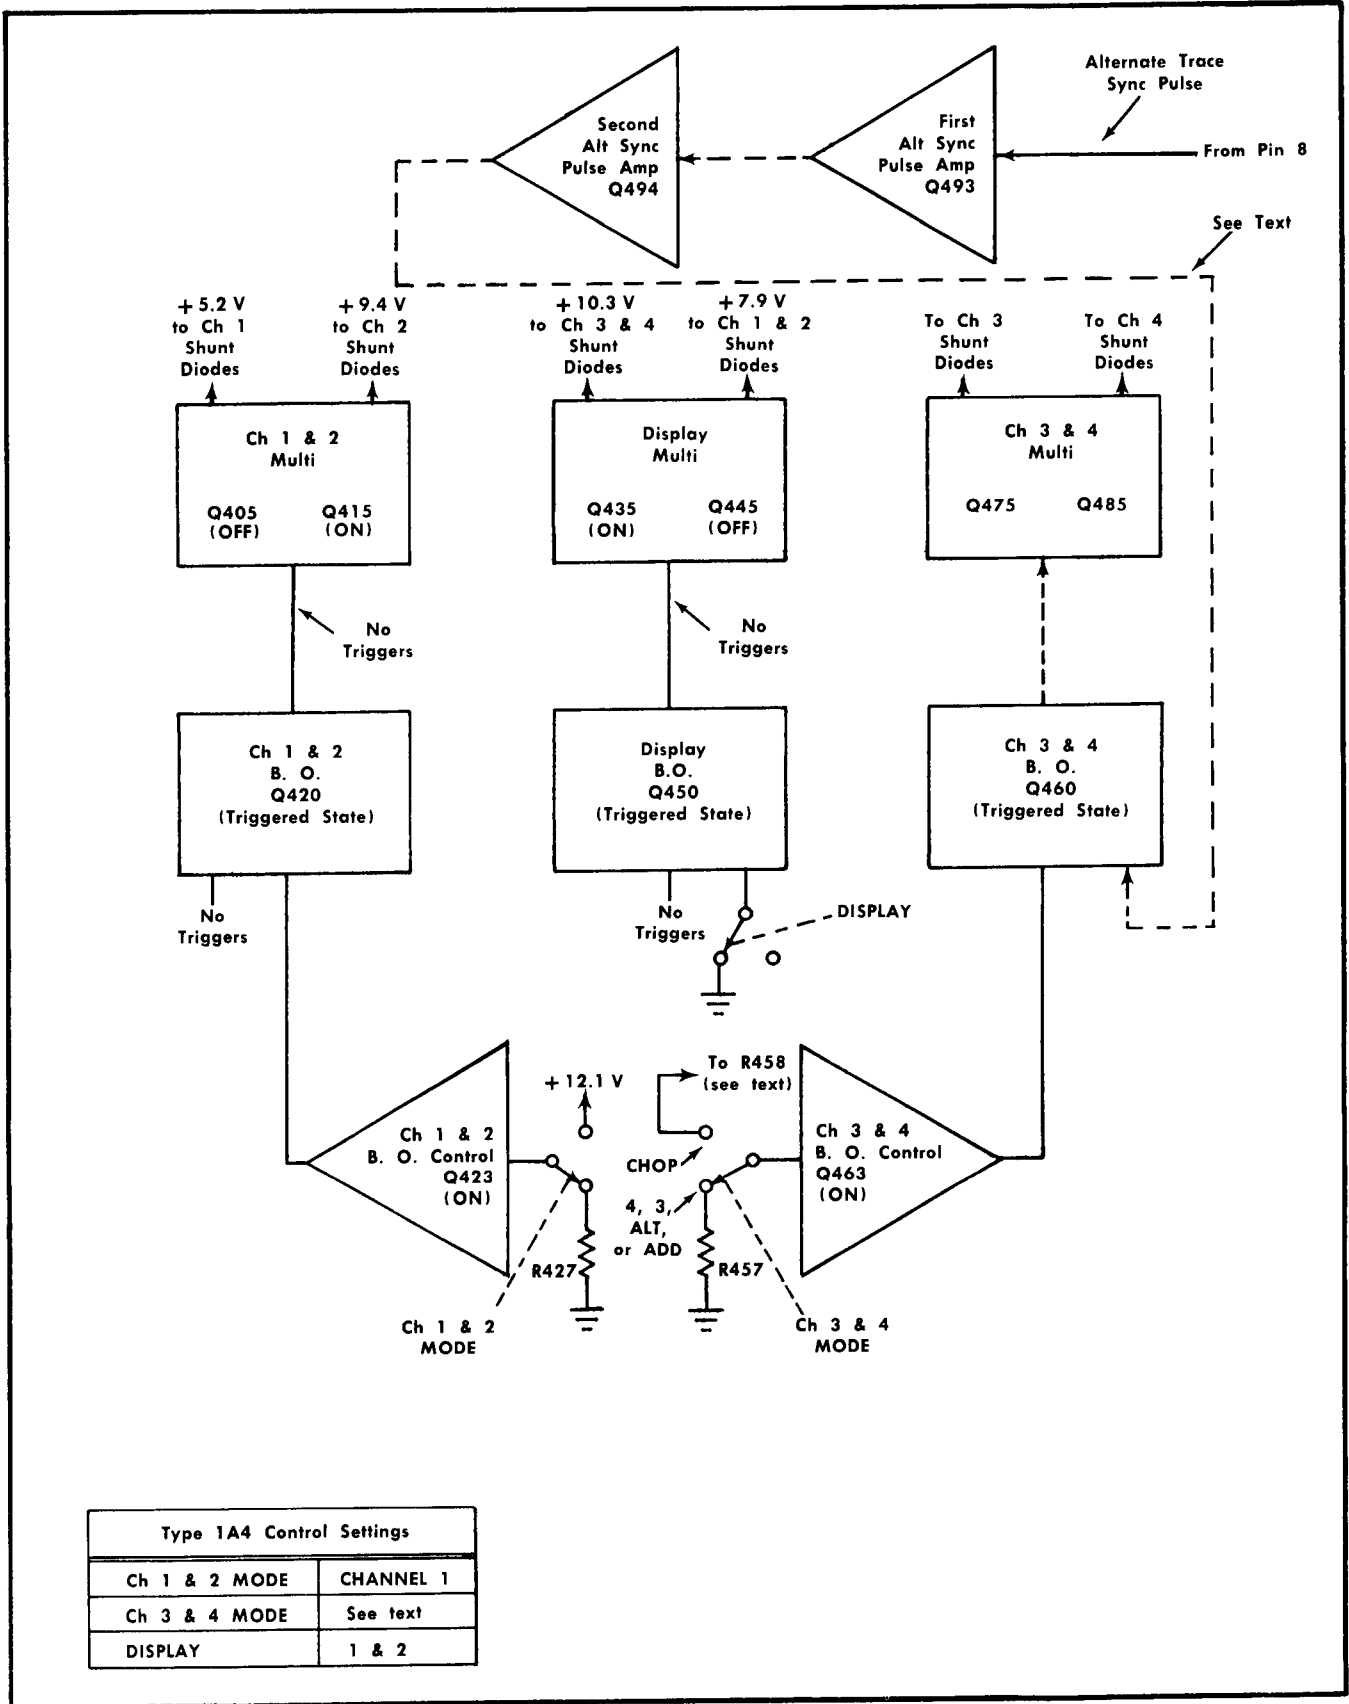 Alternate Trace
Sync Pulse
Second
Alt Sync
Pulse Amp
Q494
First
Alt Sync
Pulse Amp
Q493
From Pin 8
See Text
+ 5.2 V
to Ch 1
Shunt
Diodes
+ 9.4 V
to Ch 2
Shunt
Diodes
+ 10.3 V
to Ch 3 & 4
Shunt
Diodes
+ 7.9 V
to Ch 1 & 2
Shunt
Diodes
To Ch 3
Shunt
Diodes
To Ch 4
Shunt
Diodes
Ch 1 & 2
Multi
Q405
(OFF)
Q415
(ON)
Display
Multi
Q435
(ON)
Q445
(OFF)
Ch 3 & 4
Multi
Q475
Q485
No
Triggers
No
Triggers
Ch 1 & 2
B. O.
Q420
(Triggered State)
Display
B.O.
Q450
(Triggered State)
Ch 3 & 4
B. O.
Q460
(Triggered State)
No
Triggers
No
Triggers
DISPLAY
+ 12.1 V
To R458
(see text)
Ch 1 & 2
B. O. Control
Q423
(ON)
CHOP
Ch 3 & 4
B. O. Control
Q463
(ON)
4, 3,
ALT,
or ADD
R427
R457
Ch 1 & 2
MODE
Ch 3 & 4
MODE
Type 1A4 Control Settings
Ch 1 & 2 MODE CHANNEL 1
Ch 3 & 4 MODE See text
DISPLAY 1 & 2